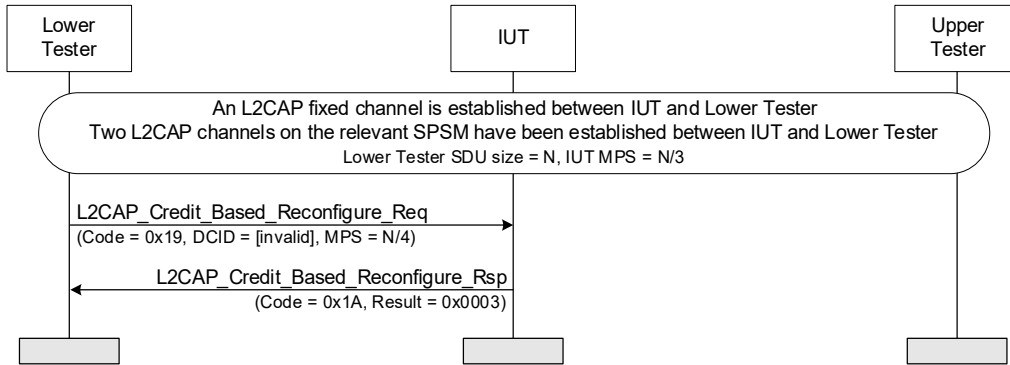 Lower
Tester
IUT
Upper
Tester
An L2CAP fixed channel is established between IUT and Lower Tester
Two L2CAP channels on the relevant SPSM have been established between IUT and Lower Tester
Lower Tester SDU size = N, IUT MPS = N/3
L2CAP_Credit_Based_Reconfigure_Req
(Code = 0x19, DCID = [invalid], MPS = N/4)
L2CAP_Credit_Based_Reconfigure_Rsp
(Code = 0x1A, Result = 0x0003)